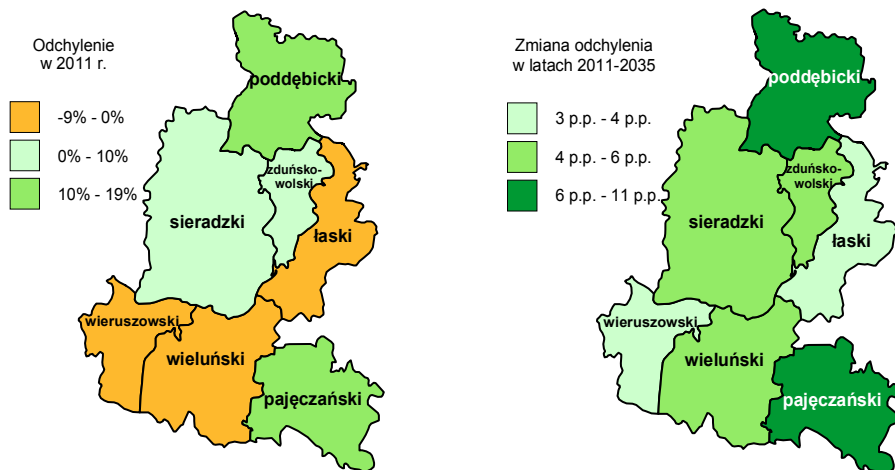 Odchylenie
w 2011 r.
-9% - 0%
0% - 10%
10% - 19%
poddębicki
zduńsko-
wolski
sieradzki
łaski
wieruszowski
wieluński
pajęczański
Zmiana odchylenia
w latach 2011-2035
3 p.p. - 4 p.p.
4 p.p. - 6 p.p.
6 p.p. - 11 p.p.
poddębicki
zduńsko-
wolski
sieradzki
łaski
wieruszowski
wieluński
pajęczański